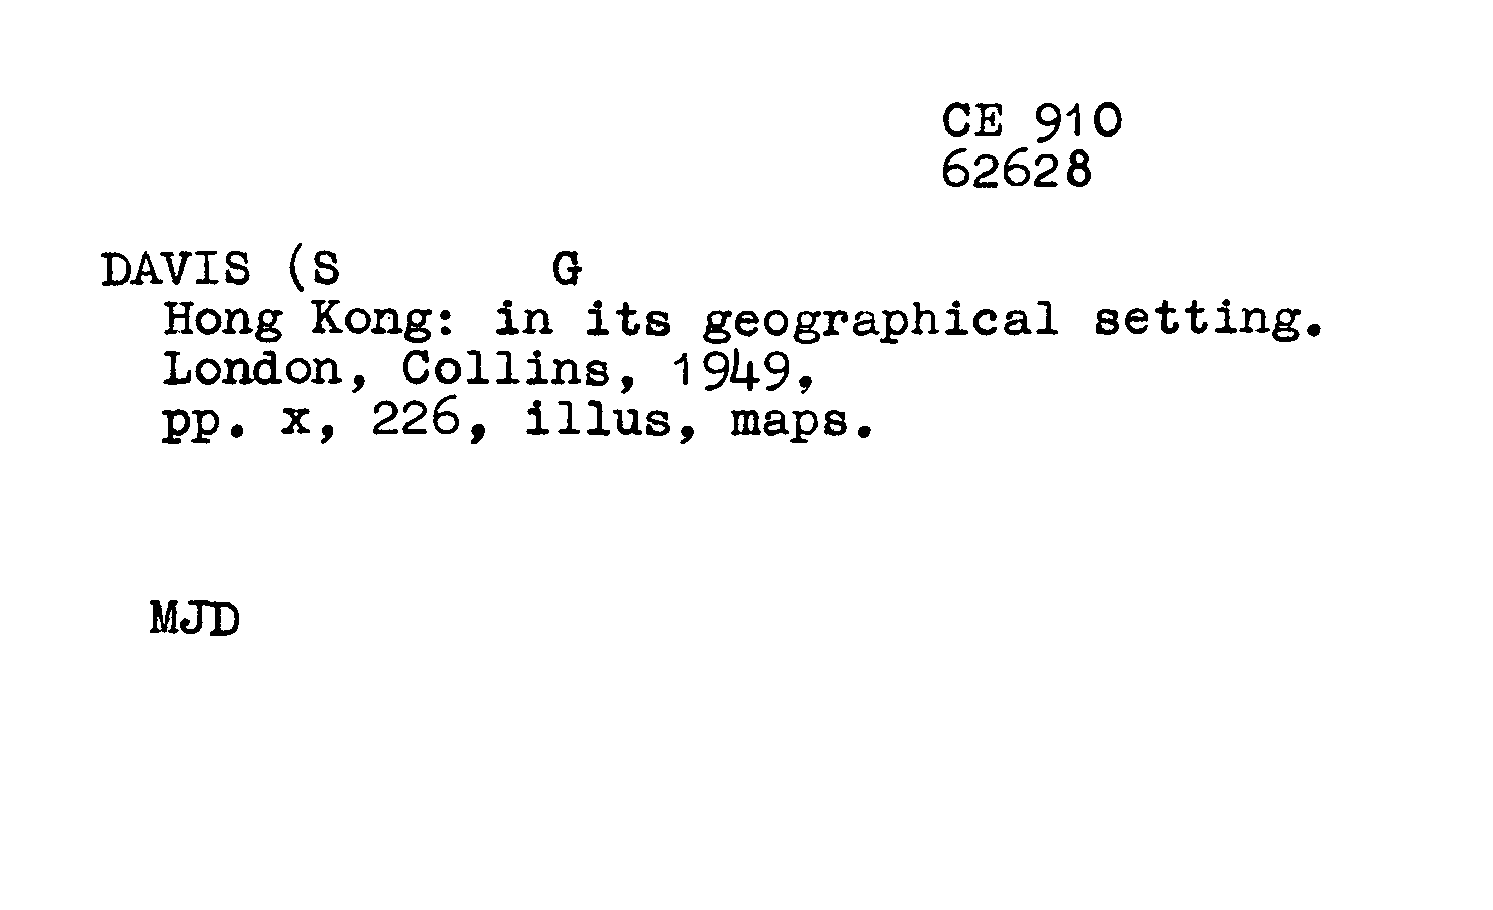 CE 910
62628
DAVIS (S G
Hong Kong: in its geographical setting.
London, Collins, 1949,
pp. x, 226, illus, maps.
MJD